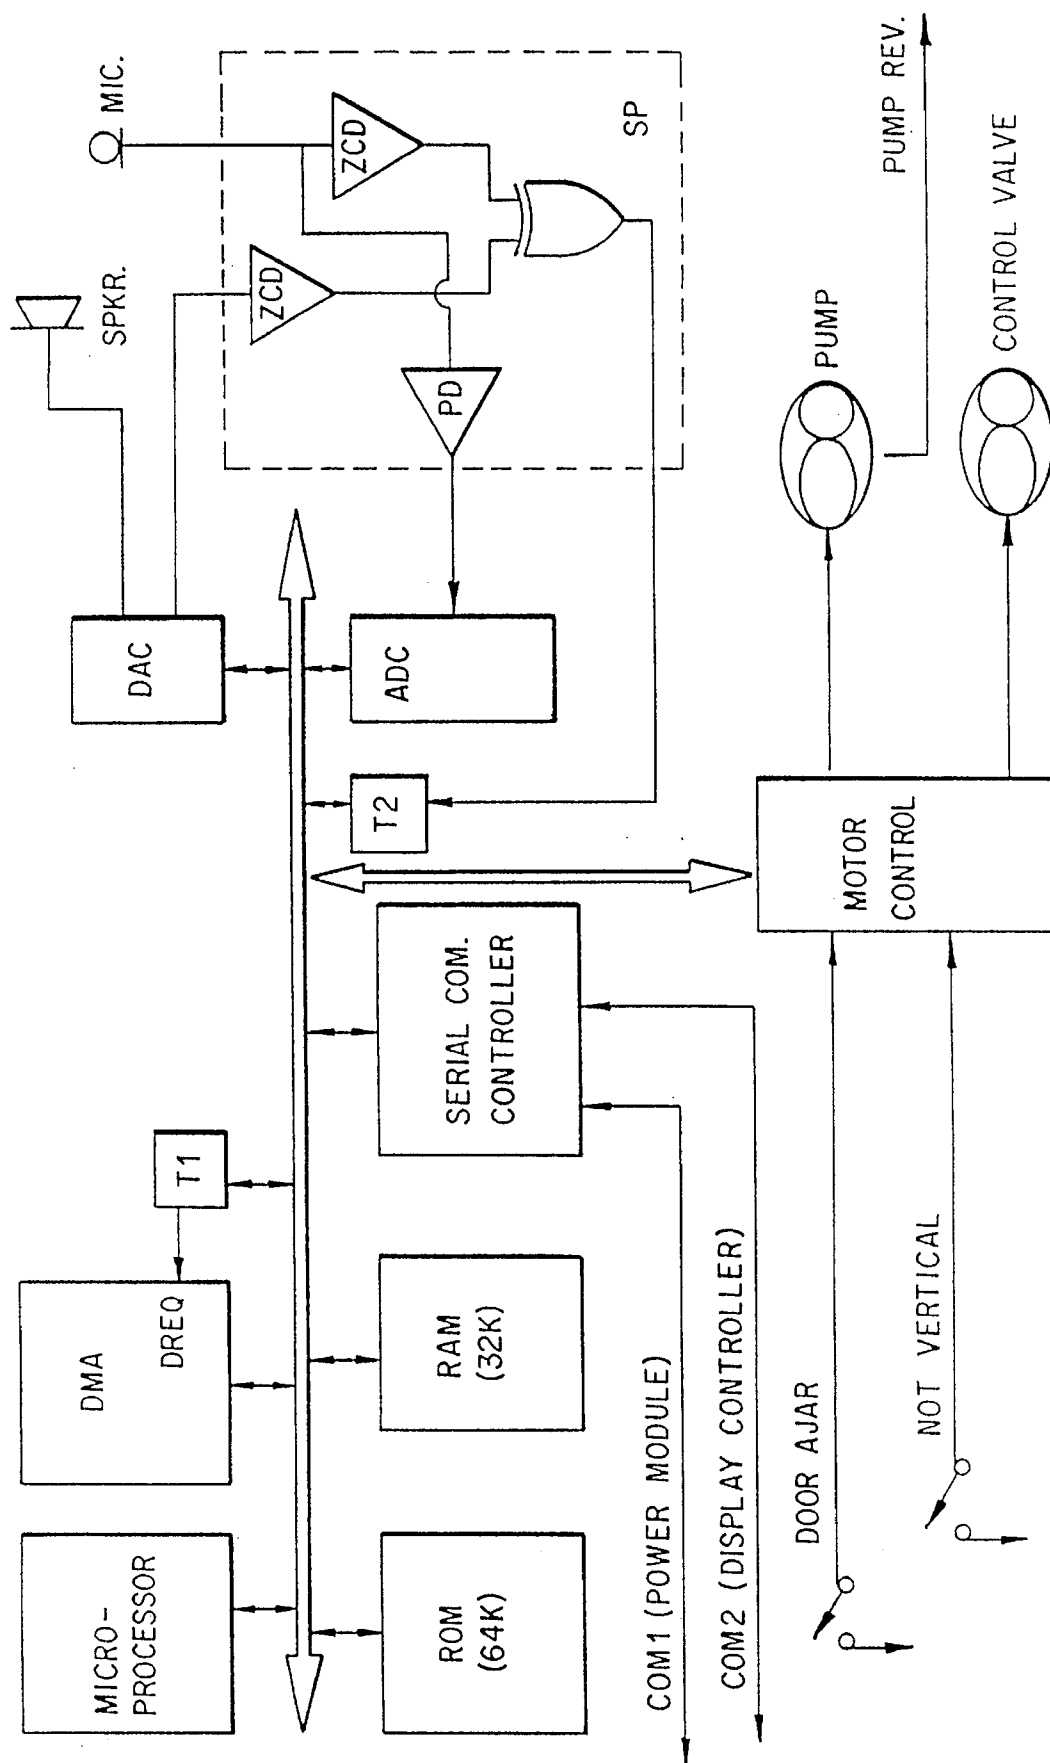 MICRO-
PROCESSOR
DMA
DREQ
T1
DAC
SPKR.
MIC.
ZCD
ZCD
PD
SP
ROM
(64K)
RAM
(32K)
SERIAL COM.
CONTROLLER
T2
ADC
COM1 (POWER MODULE)
COM2 (DISPLAY CONTROLLER)
DOOR AJAR
NOT VERTICAL
MOTOR
CONTROL
PUMP
PUMP REV.
CONTROL VALVE